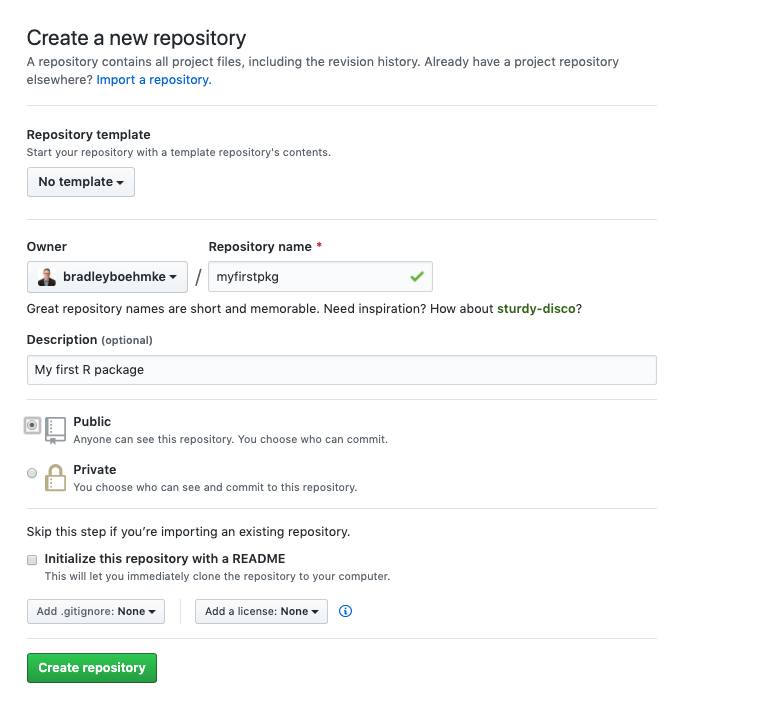 Create a new repository
A repository contains all project files, including the revision history. Already have a project repository
elsewhere? Import a repository.
Repository template
Start your repository with a template repository's contents.
No template
Owner
Repository name *
bradleyboehmke / myfirstpkg
Great repository names are short and memorable. Need inspiration? How about sturdy-disco?
Description (optional)
My first R package
Public
Anyone can see this repository. You choose who can commit.
Private
You choose who can see and commit to this repository.
Skip this step if you’re importing an existing repository.
Initialize this repository with a README
This will let you immediately clone the repository to your computer.
Add .gitignore: None
Add a license: None
Create repository